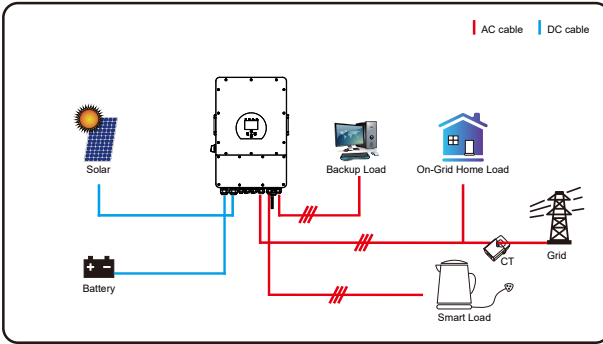 AC cable
DC cable
Solar
Backup Load
On-Grid Home Load
CT
Grid
Battery
Smart Load